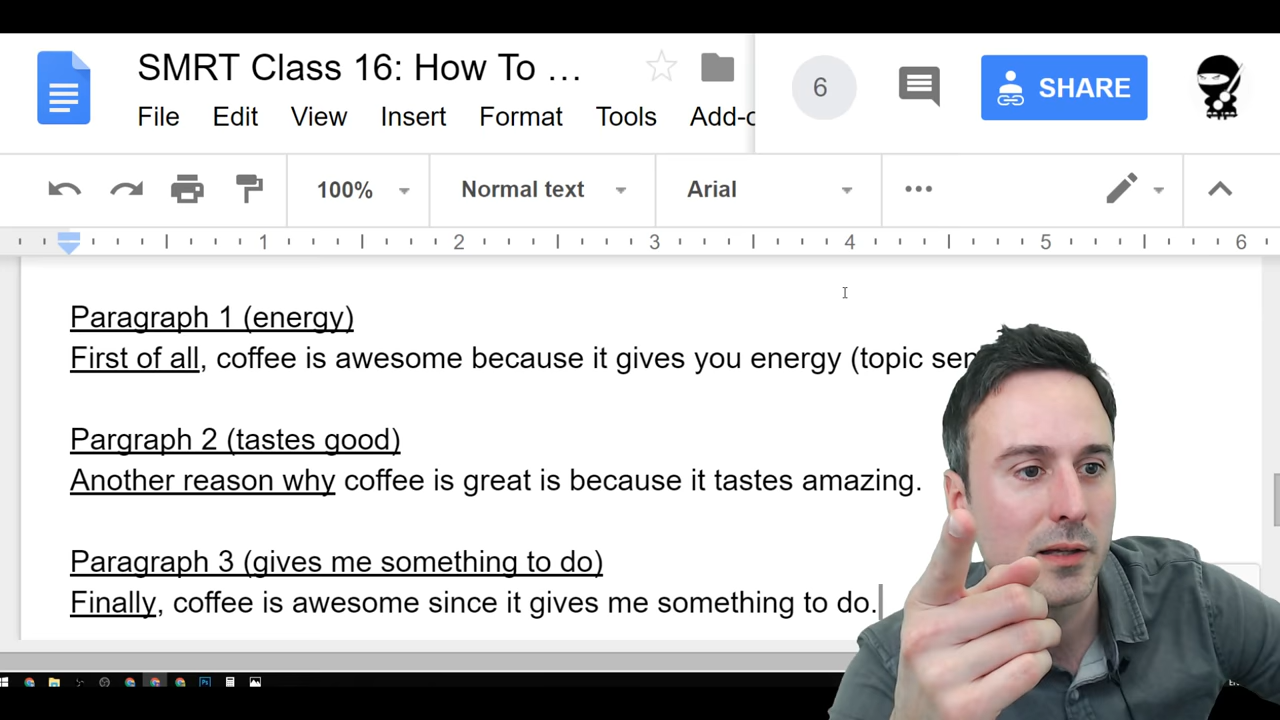 SMRT Class 16: How To ...
6
SHARE
File Edit View Insert Format Tools
100% Normal text Arial
1 2 3 4 5 6
Paragraph 1 (energy)
First of all, coffee is awesome because it gives you energy (topic
Pargraph 2 (tastes good)
Another reason why coffee is great is because it tastes amazing.
Paragraph 3 (gives me something to do)
Finally, coffee is awesome since it gives me something to do.